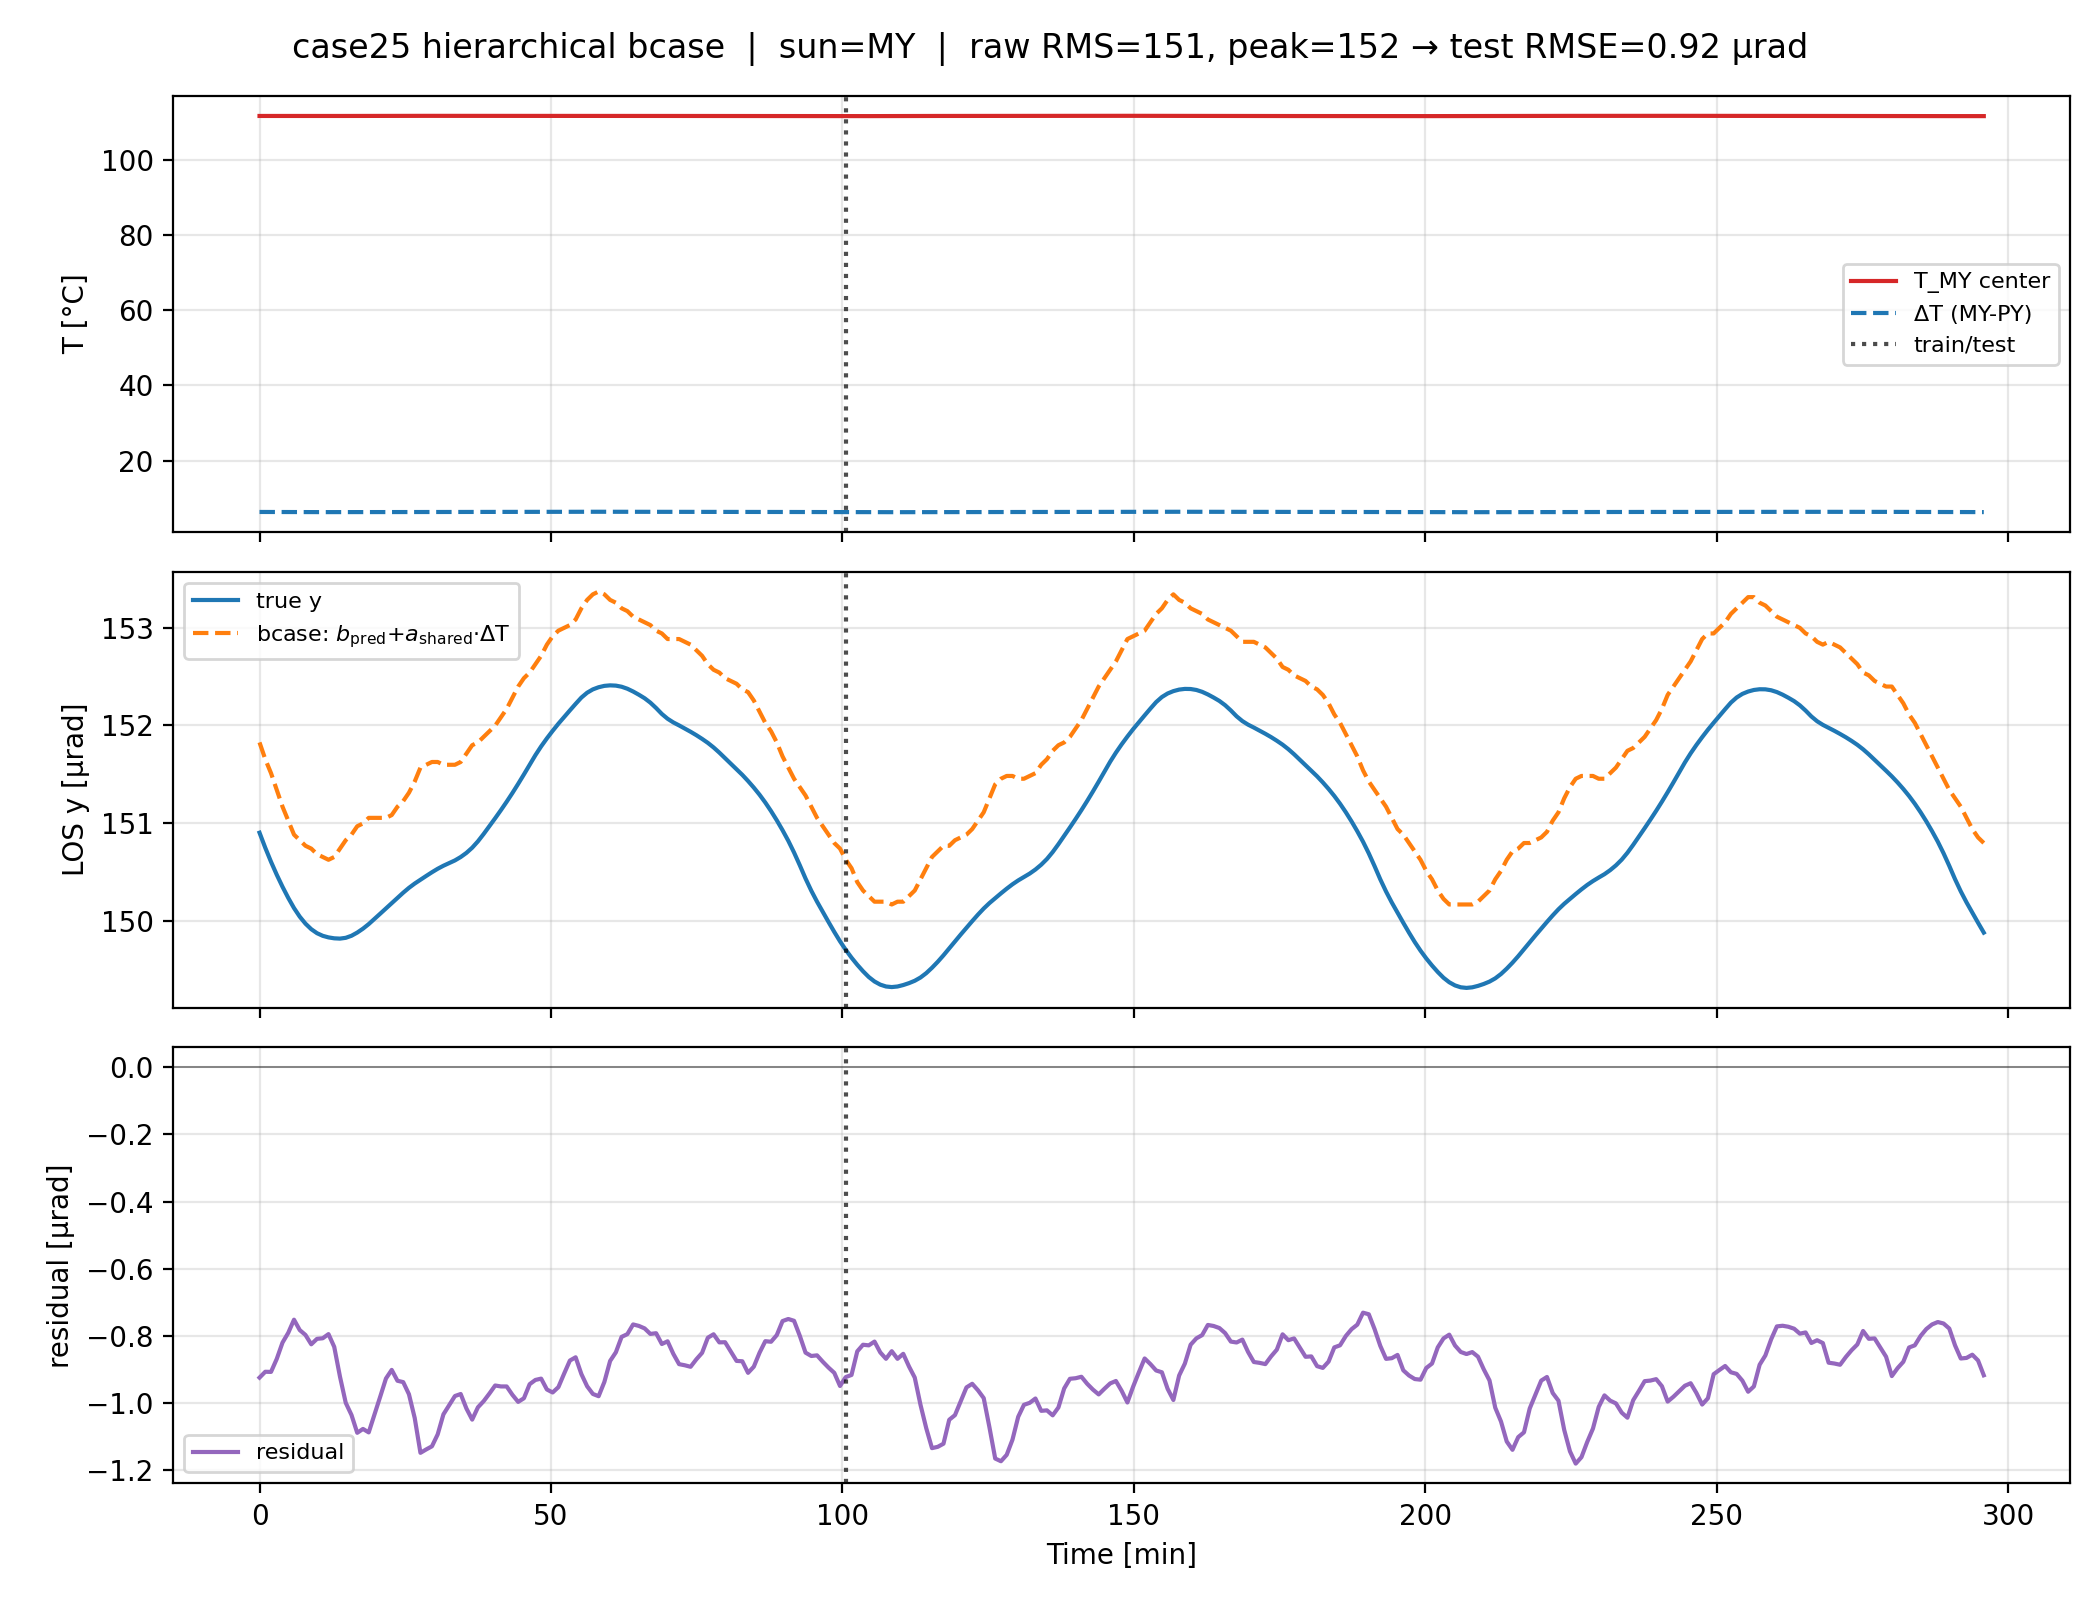 case25 hierarchical bcase | sun=MY | raw RMS=151, peak=152 → test RMSE=0.92 µrad
T [°C]
100
80
60
40
20
T_MY center
ΔT (MY-PY)
train/test
LOS y [µrad]
153
152
151
150
true y
bcase: b_pred+a_shared·ΔT
residual [µrad]
0.0
−0.2
−0.4
−0.6
−0.8
−1.0
−1.2
residual
0 50 100 150 200 250 300
Time [min]